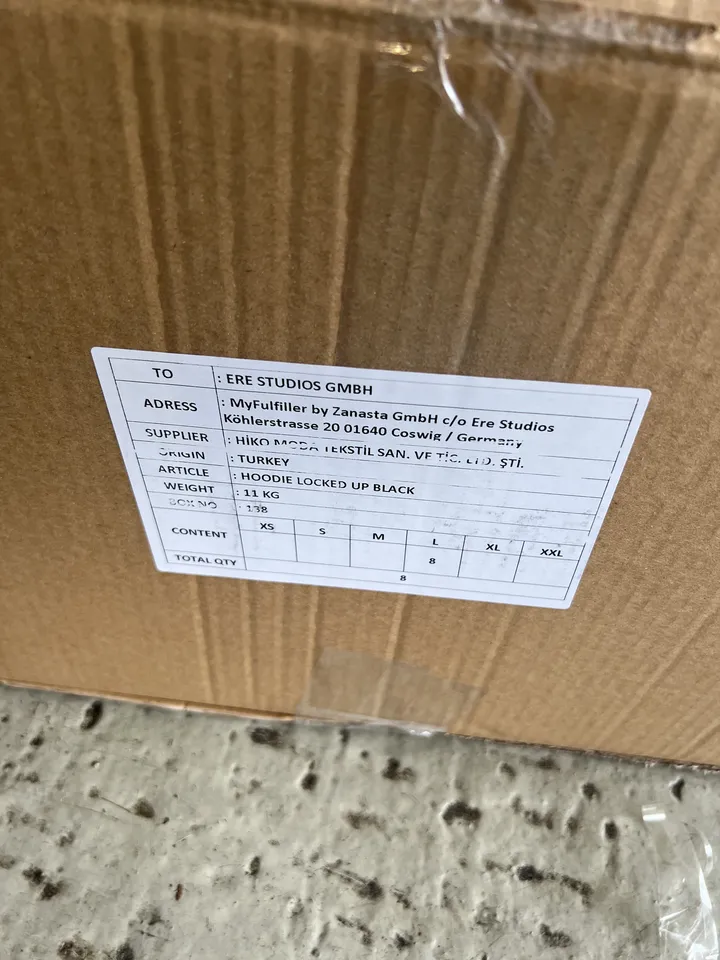 TO : ERE STUDIOS GMBH
ADRESS : MyFulfiller by Zanasta GmbH c/o Ere Studios
Köhlerstrasse 20 01640 Coswig / Germany
SUPPLIER : HİKO MODA TEKSTİL SAN. VE TİC. LTD. ŞTİ.
ORIGIN : TURKEY
ARTICLE : HOODIE LOCKED UP BLACK
WEIGHT : 11 KG
BOX NO : 138
CONTENT XS S M L XL XXL
8
TOTAL QTY 8